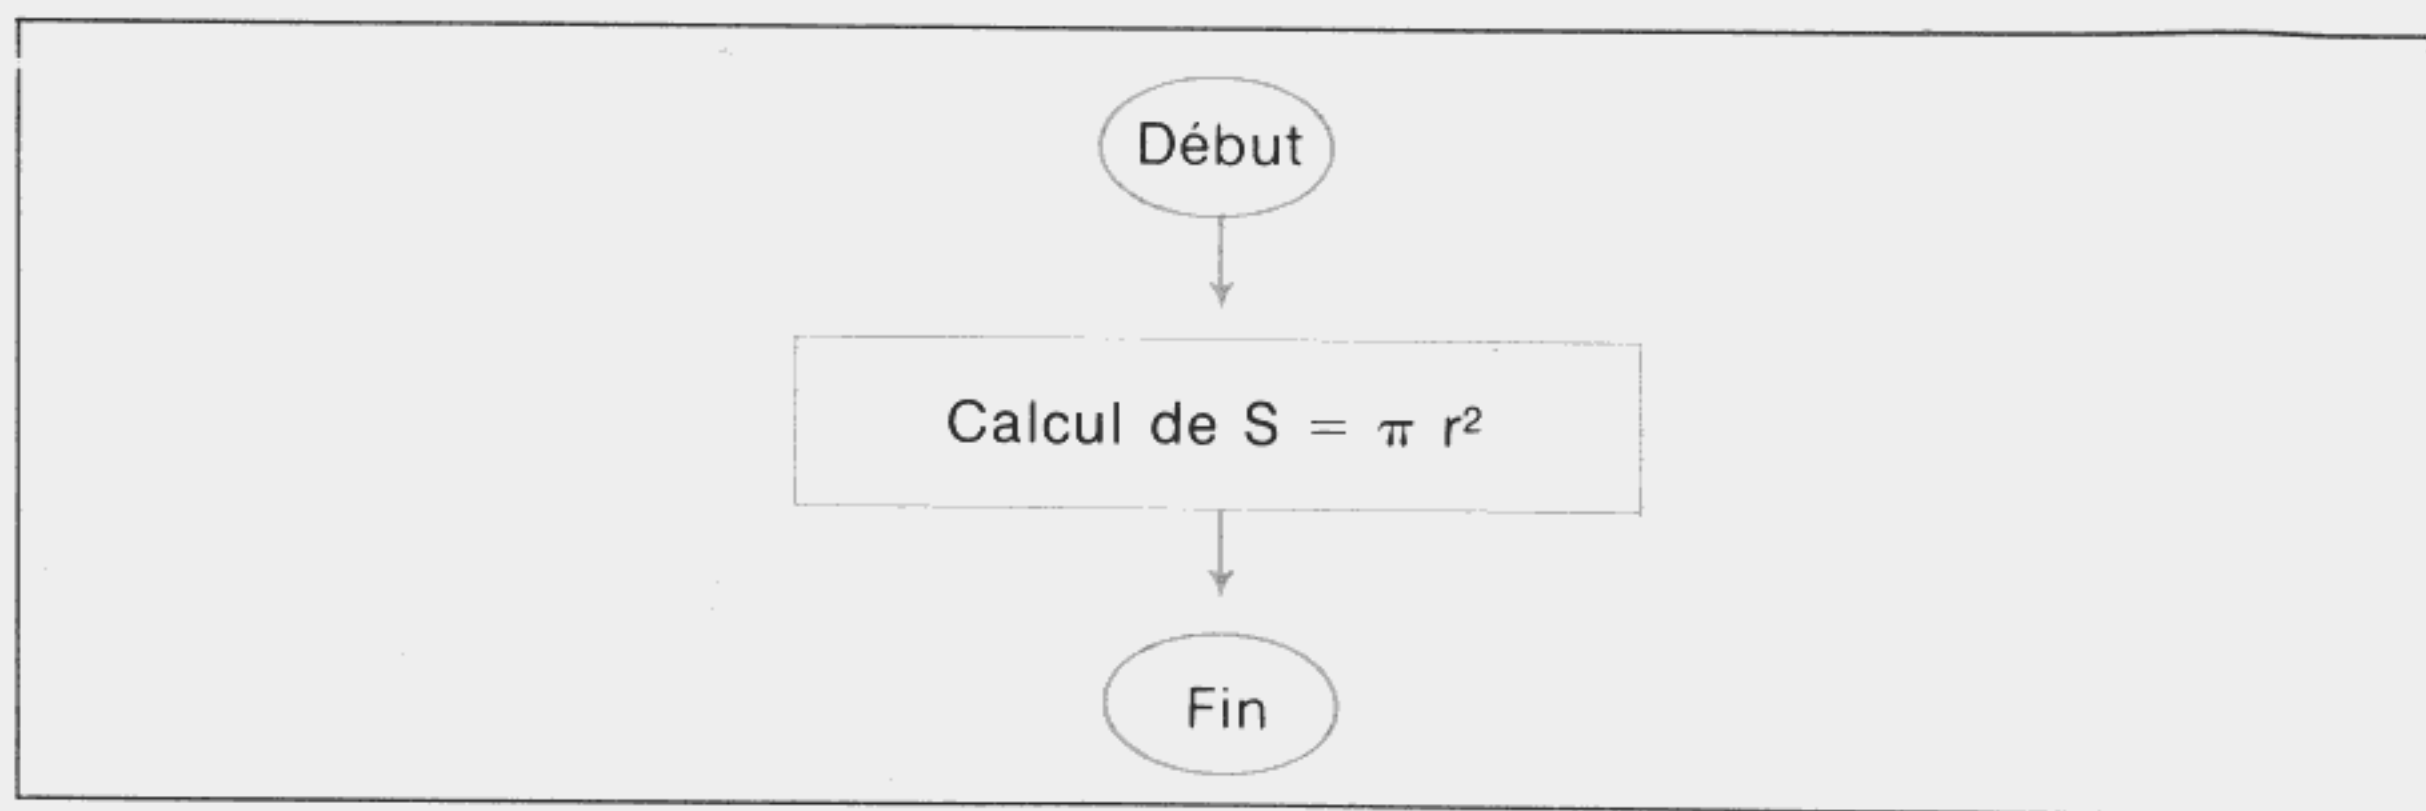 Début
Calcul de S = π r²
Fin